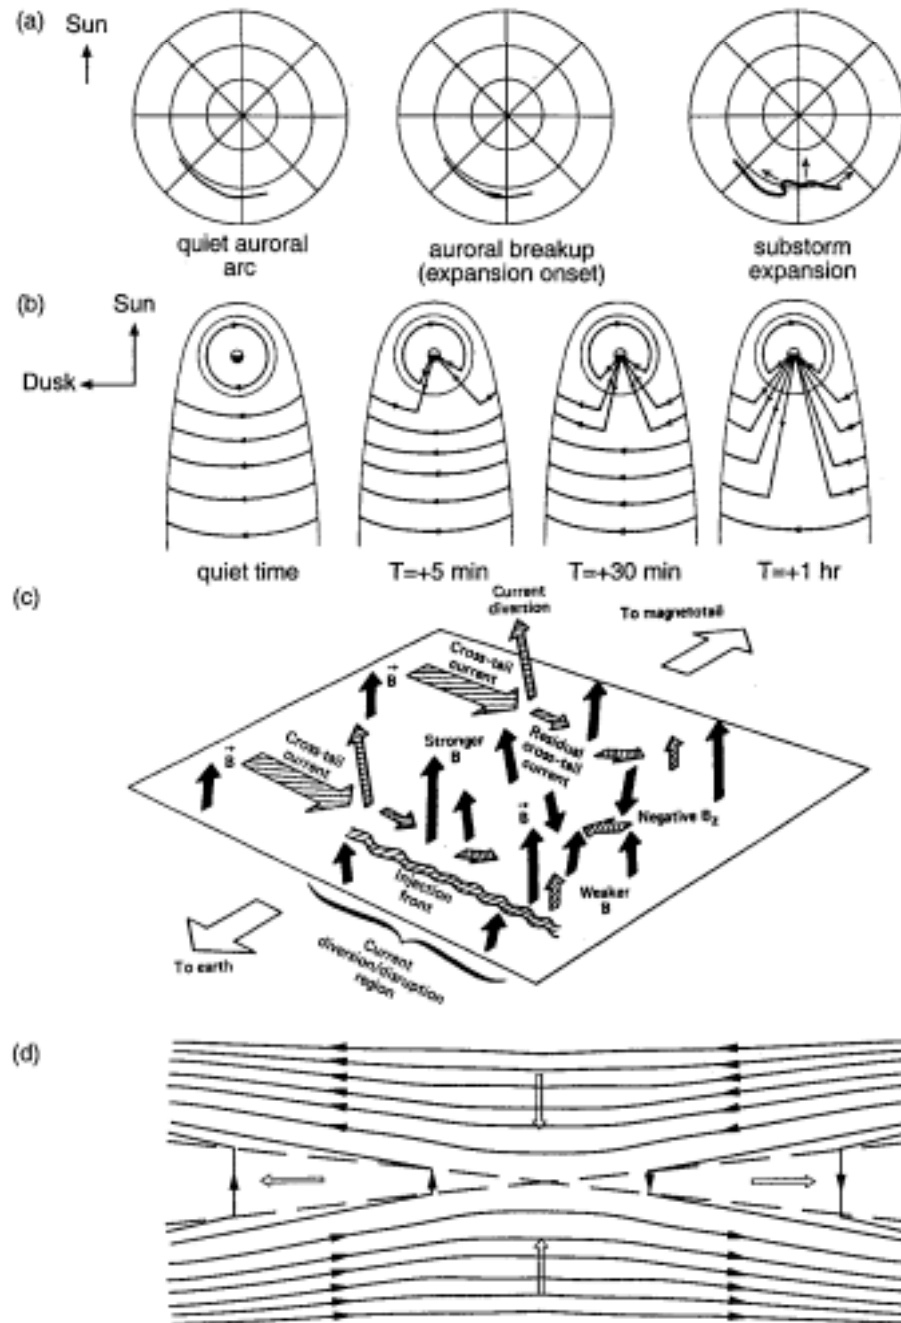 (a) Sun
quiet auroral
arc
auroral breakup
(expansion onset)
substorm
expansion
(b) Sun
Dusk
quiet time
T=+5 min
T=+30 min
T=+1 hr
(c)
Current
diversion
To magnetotail
B
Cross-tail
current
B
Cross-tail
current
Stronger
B
Residual
cross-tail
current
B
Negative Bz
Injection
front
Weaker
B
To earth
Current
diversion/disruption
region
(d)